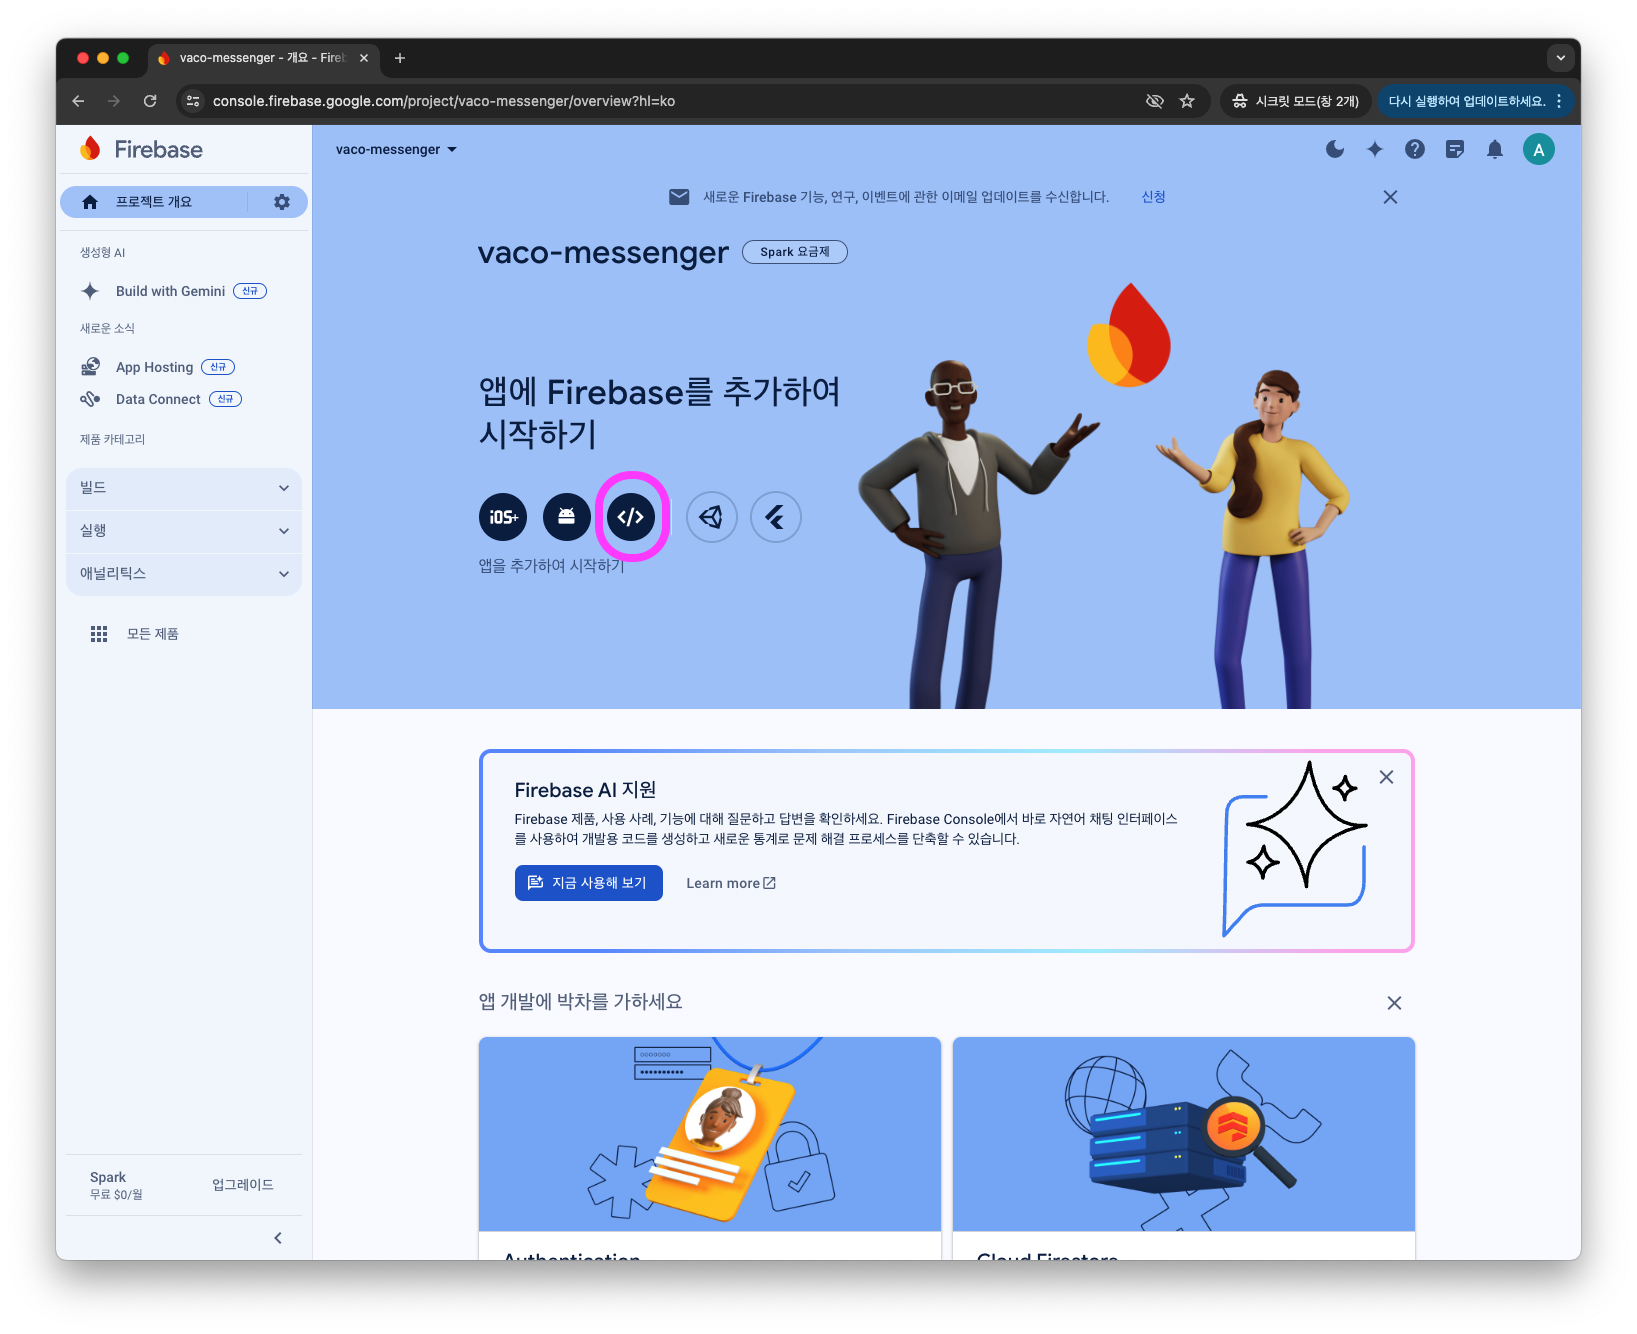 vaco-messenger - 개요 - Fireb
console.firebase.google.com/project/vaco-messenger/overview?hl=ko
시크릿 모드(창 2개)
다시 실행하여 업데이트하세요.
Firebase
vaco-messenger
A
프로젝트 개요
새로운 Firebase 기능, 연구, 이벤트에 관한 이메일 업데이트를 수신합니다.
신청
생성형 AI
Build with Gemini
신규
새로운 소식
App Hosting
신규
Data Connect
신규
제품 카테고리
빌드
실행
애널리틱스
모든 제품
Spark
무료 $0/월
업그레이드
vaco-messenger
Spark 요금제
앱에 Firebase를 추가하여
시작하기
iOS+
</>
앱을 추가하여 시작하기
Firebase AI 지원
Firebase 제품, 사용 사례, 기능에 대해 질문하고 답변을 확인하세요. Firebase Console에서 바로 자연어 채팅 인터페이스
를 사용하여 개발용 코드를 생성하고 새로운 통계로 문제 해결 프로세스를 단축할 수 있습니다.
지금 사용해 보기
Learn more
앱 개발에 박차를 가하세요
Authentication
Cloud Firestore